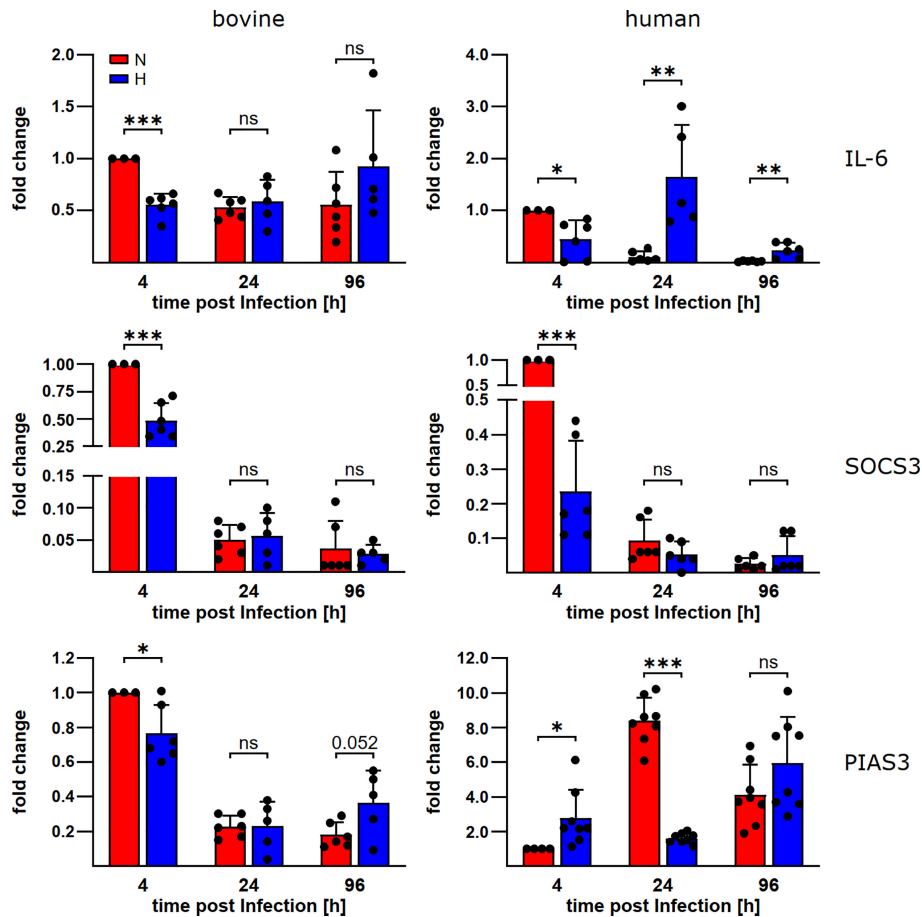 bovine human
2.0
1.5
1.0
0.5
fold change
N
H
***
ns
ns
4 24 96
time post Infection [h]
4.0
3.0
2.0
1.0
fold change
*
**
**
4 24 96
time post Infection [h]
IL-6
1.00
0.75
0.50
0.25
0.15
0.10
0.05
fold change
***
ns
ns
4 24 96
time post Infection [h]
1.0
0.5
0.5
0.4
0.3
0.2
0.1
fold change
***
ns
ns
4 24 96
time post Infection [h]
SOCS3
1.2
1.0
0.8
0.6
0.4
0.2
fold change
*
ns
0.052
4 24 96
time post Infection [h]
12.0
10.0
8.0
6.0
4.0
2.0
fold change
*
***
ns
4 24 96
time post Infection [h]
PIAS3